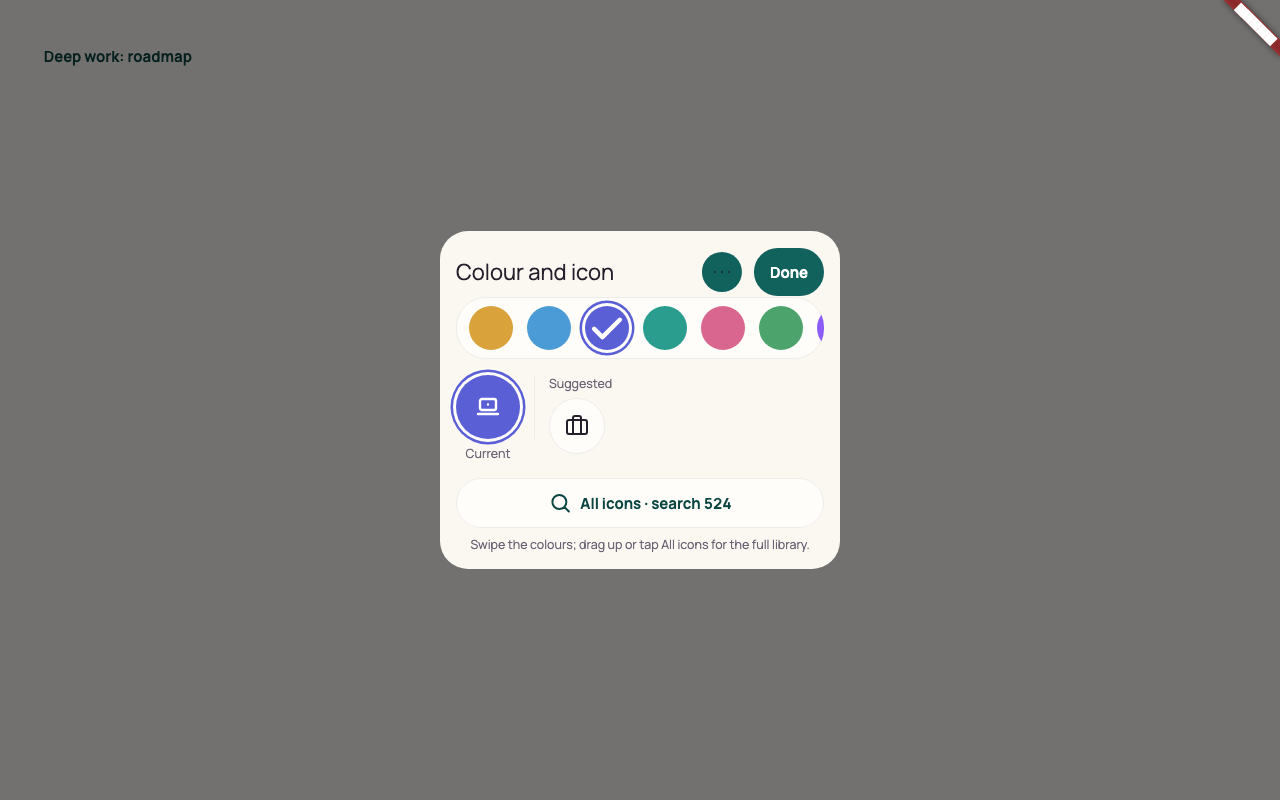 Deep work: roadmap
Colour and icon
Done
Suggested
Current
All icons · search 524
Swipe the colours; drag up or tap All icons for the full library.